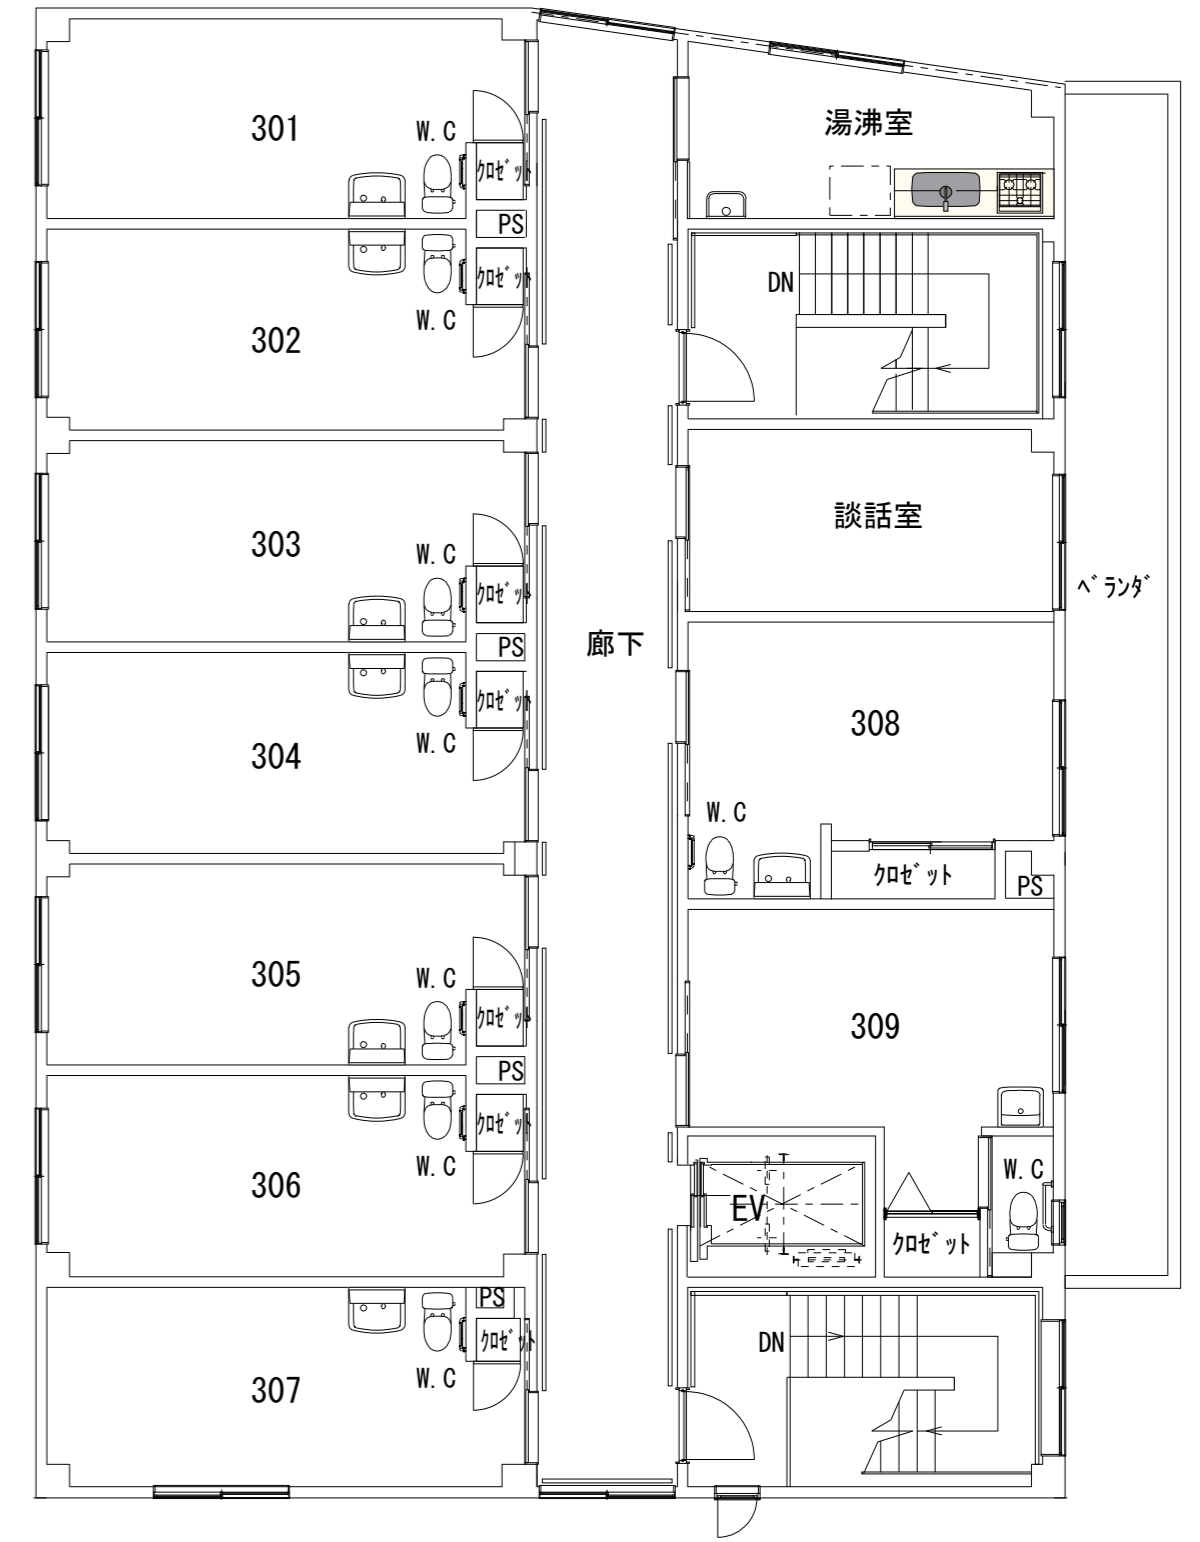 301
W.C
クロゼット
PS
クロゼット
W.C
302
303
W.C
クロゼット
PS
クロゼット
W.C
304
305
W.C
クロゼット
PS
クロゼット
W.C
306
PS
クロゼット
W.C
307
廊下
湯沸室
DN
談話室
ベランダ
308
W.C
クロゼット
PS
309
W.C
EV
クロゼット
DN